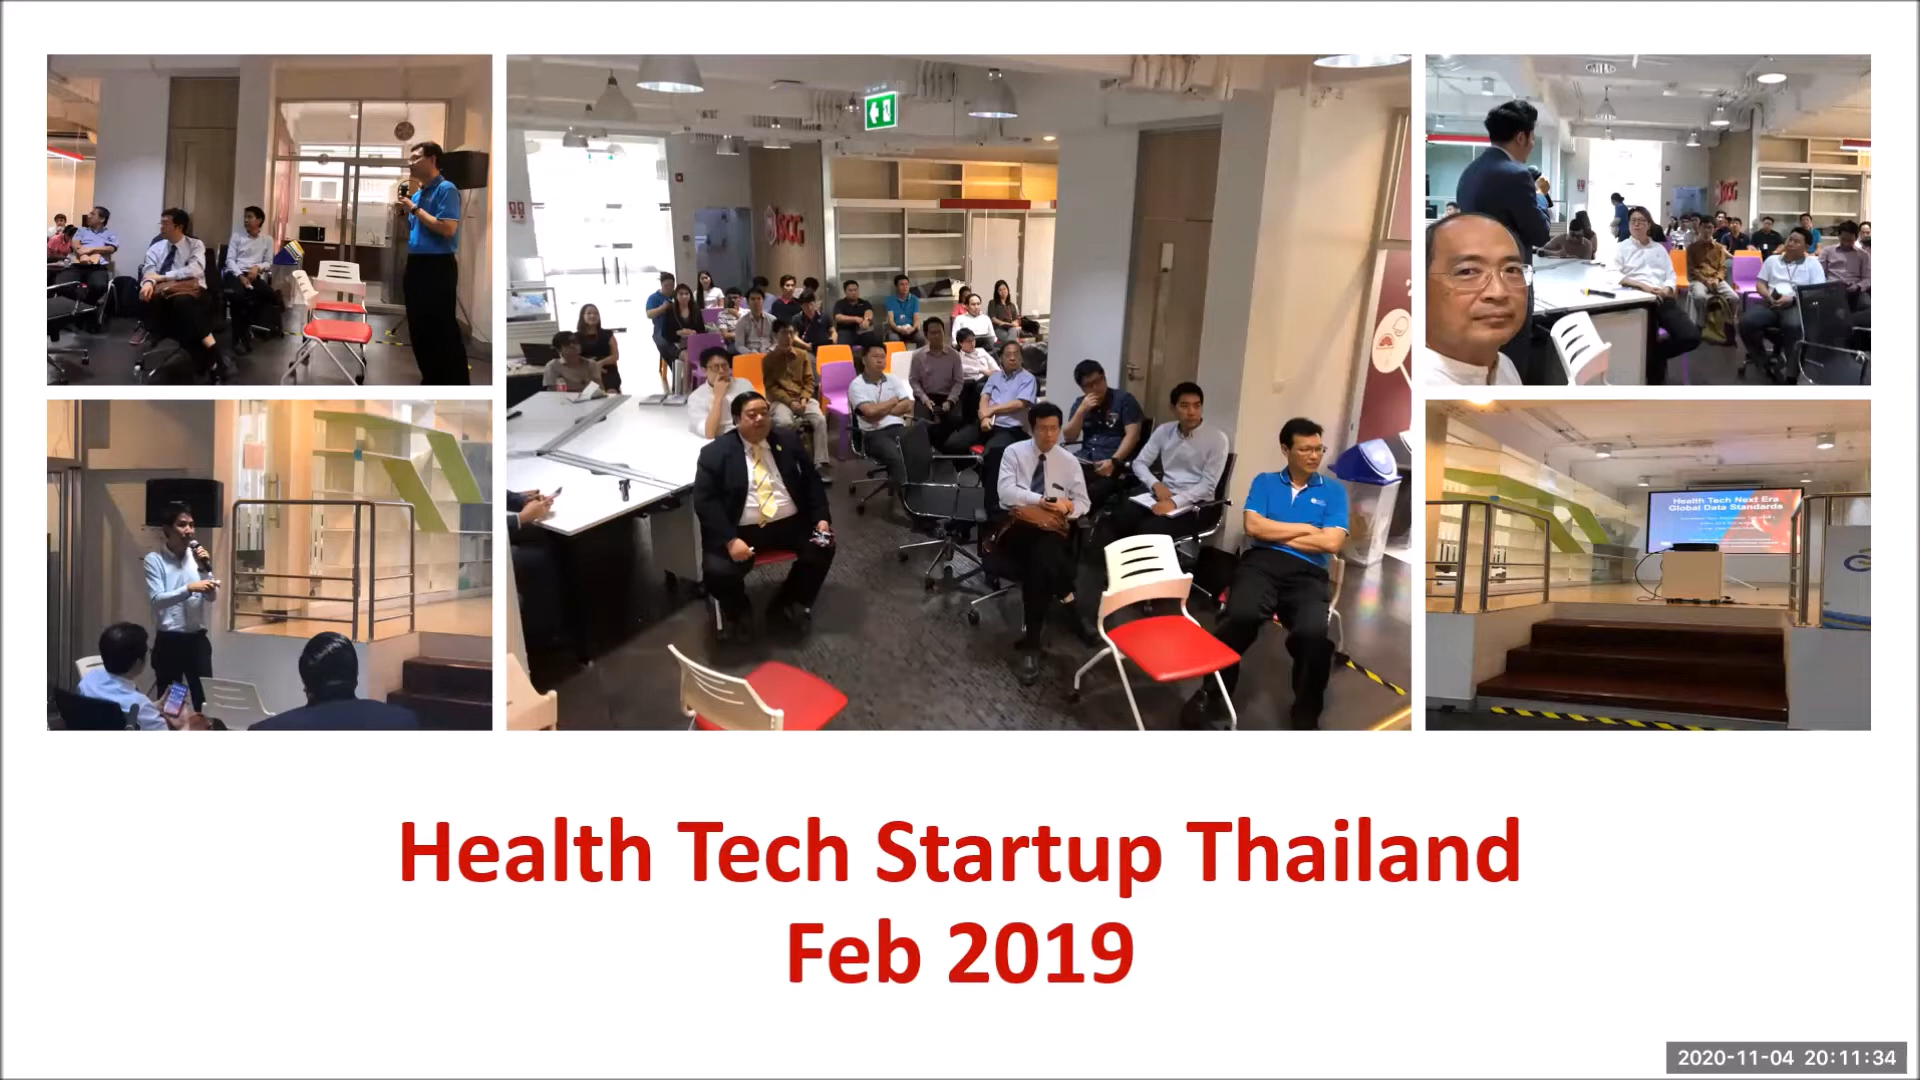 SCG
Health Tech Next Era
Global Data Standards
Health Tech Startup Thailand
Feb 2019
2020-11-04 20:11:34